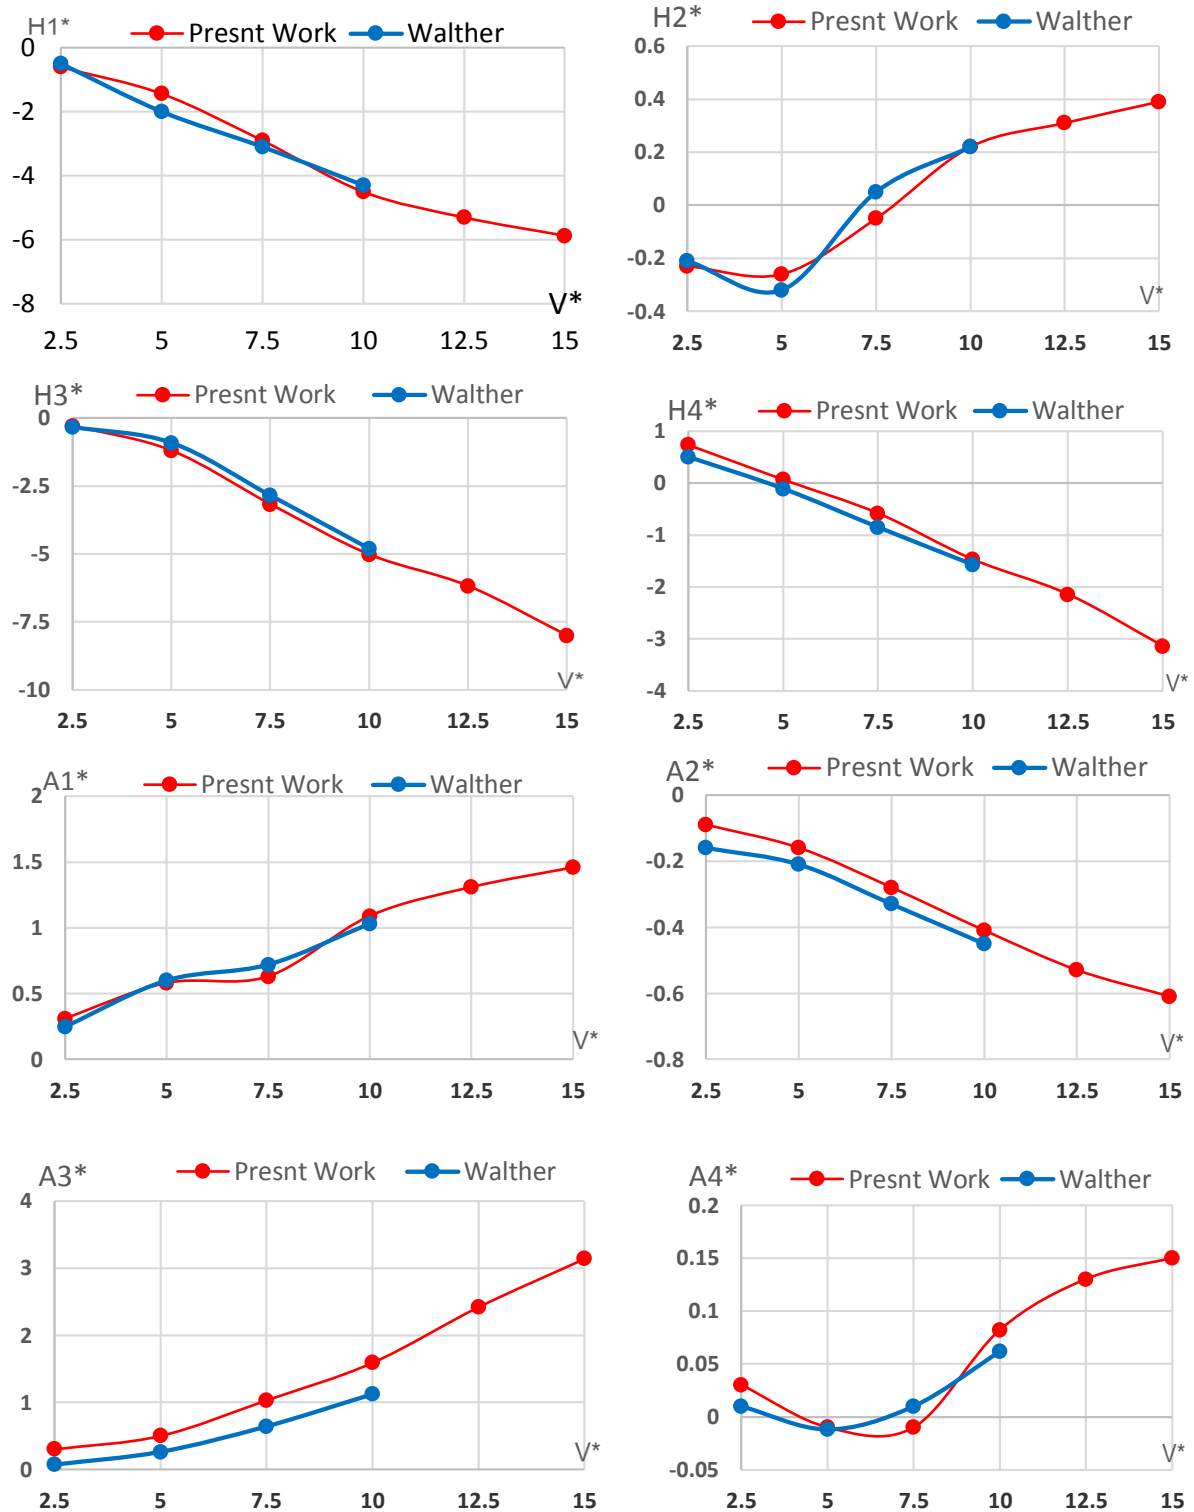 H1*
Presnt Work Walther
0
-2
-4
-6
-8
V*
2.5 5 7.5 10 12.5 15
H2*
Presnt Work Walther
0.6
0.4
0.2
0
-0.2
-0.4
V*
2.5 5 7.5 10 12.5 15
H3*
Presnt Work Walther
0
-2.5
-5
-7.5
-10
V*
2.5 5 7.5 10 12.5 15
H4*
Presnt Work Walther
1
0
-1
-2
-3
-4
V*
2.5 5 7.5 10 12.5 15
A1*
Presnt Work Walther
2
1.5
1
0.5
0
V*
2.5 5 7.5 10 12.5 15
A2*
Presnt Work Walther
0
-0.2
-0.4
-0.6
-0.8
V*
2.5 5 7.5 10 12.5 15
A3*
Presnt Work Walther
4
3
2
1
0
V*
2.5 5 7.5 10 12.5 15
A4*
Presnt Work Walther
0.2
0.15
0.1
0.05
0
-0.05
V*
2.5 5 7.5 10 12.5 15